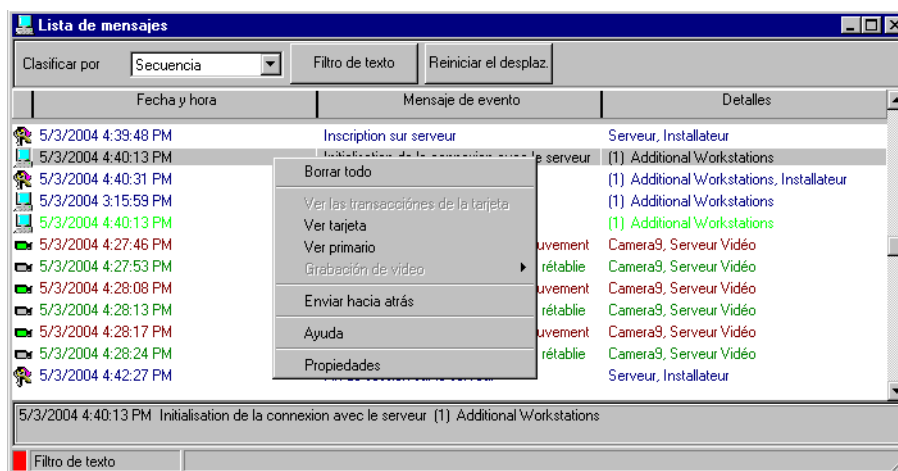 Lista de mensajes
Clasificar por Secuencia Filtro de texto Reiniciar el desplaz.
Fecha y hora Mensaje de evento Detalles
5/3/2004 4:39:48 PM Inscription sur serveur Serveur, Installateur
5/3/2004 4:40:13 PM Initialisation de la connexion avec le serveur (1) Additional Workstations
5/3/2004 4:40:31 PM (1) Additional Workstations, Installateur
5/3/2004 3:15:59 PM (1) Additional Workstations
5/3/2004 4:40:13 PM (1) Additional Workstations
5/3/2004 4:27:46 PM uvement Camera9, Serveur Vidéo
5/3/2004 4:27:53 PM rétablie Camera9, Serveur Vidéo
5/3/2004 4:28:08 PM uvement Camera9, Serveur Vidéo
5/3/2004 4:28:13 PM rétablie Camera9, Serveur Vidéo
5/3/2004 4:28:17 PM uvement Camera9, Serveur Vidéo
5/3/2004 4:28:24 PM rétablie Camera9, Serveur Vidéo
5/3/2004 4:42:27 PM Serveur, Installateur
Borrar todo
Ver las transacciónes de la tarjeta
Ver tarjeta
Ver primario
Grabación de video
Enviar hacia atrás
Ayuda
Propiedades
5/3/2004 4:40:13 PM Initialisation de la connexion avec le serveur (1) Additional Workstations
Filtro de texto